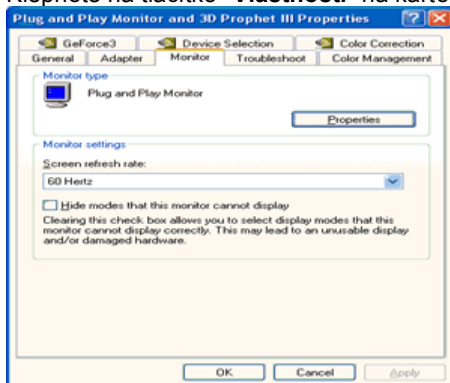 Klepněte na tlačítko "Vlastnosti" na kartě
Plug and Play Monitor and 3D Prophet III Properties
GeForce3 Device Selection Color Correction
General Adapter Monitor Troubleshoot Color Management
Monitor type
Plug and Play Monitor
Properties
Monitor settings
Screen refresh rate:
60 Hertz
Hide modes that this monitor cannot display
Clearing this check box allows you to select display modes that this
monitor cannot display correctly. This may lead to an unusable display
and/or damaged hardware.
OK Cancel Apply